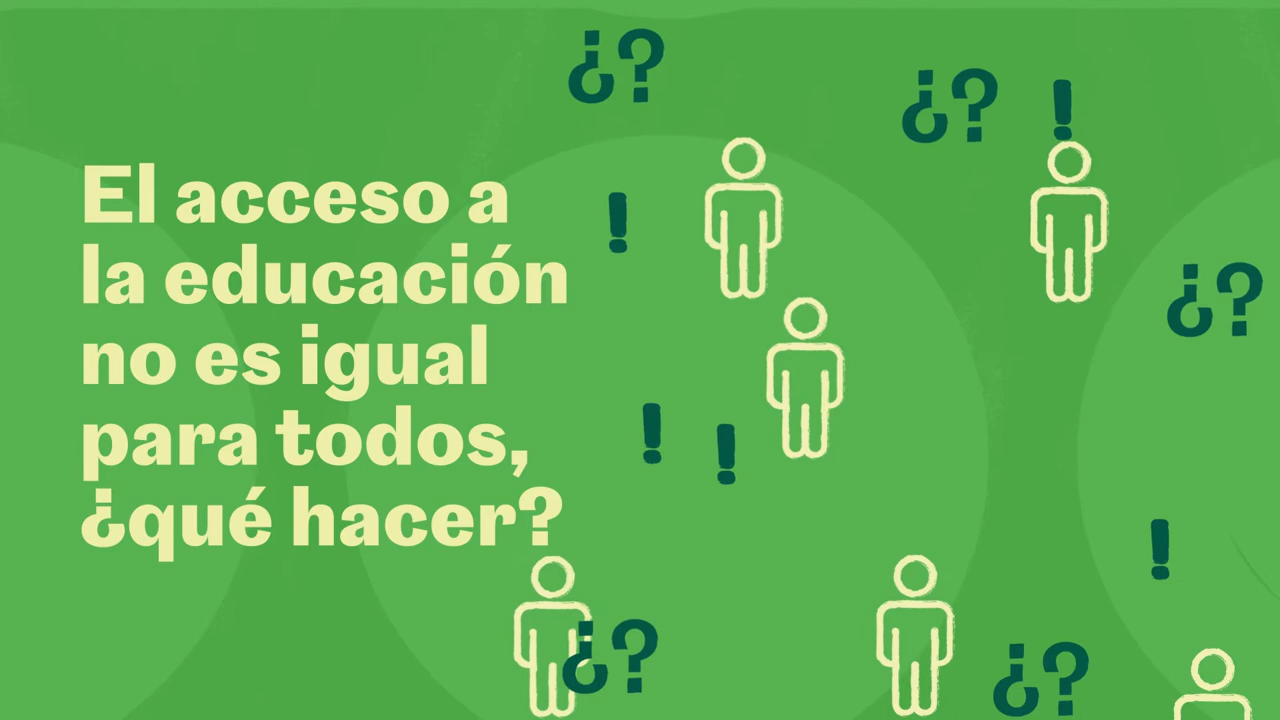 ¿?
¿? !
El acceso a
la educación
no es igual
para todos,
¿qué hacer?
!
¿?
! !
!
¿?
¿?